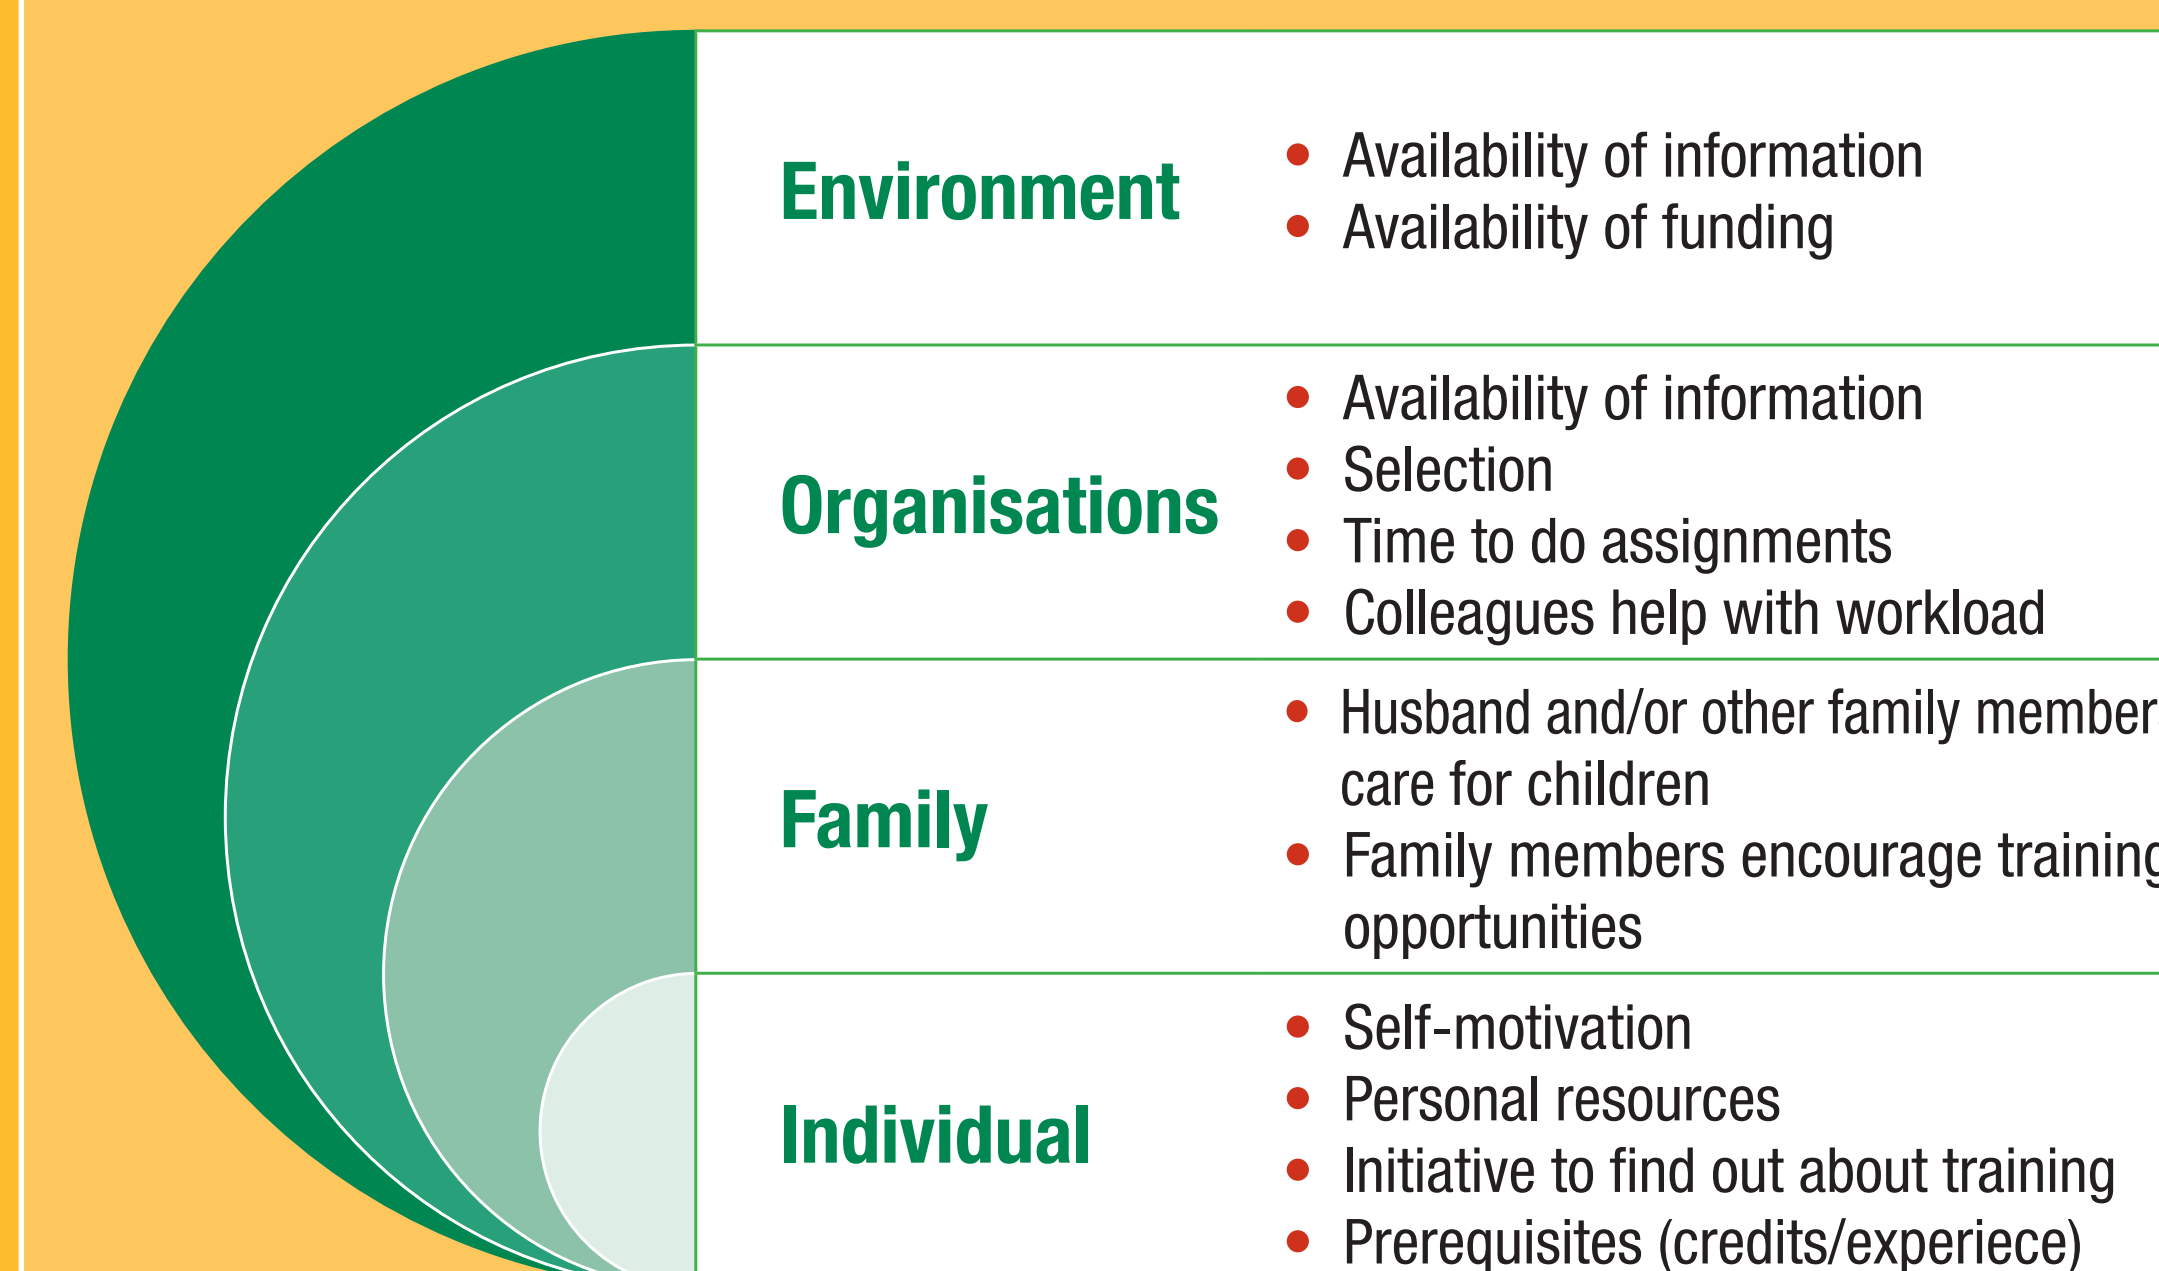 Environment
• Availability of information
• Availability of funding
Organisations
• Availability of information
• Selection
• Time to do assignments
• Colleagues help with workload
Family
• Husband and/or other family members
care for children
• Family members encourage training
opportunities
Individual
• Self-motivation
• Personal resources
• Initiative to find out about training
• Prerequisites (credits/experiece)